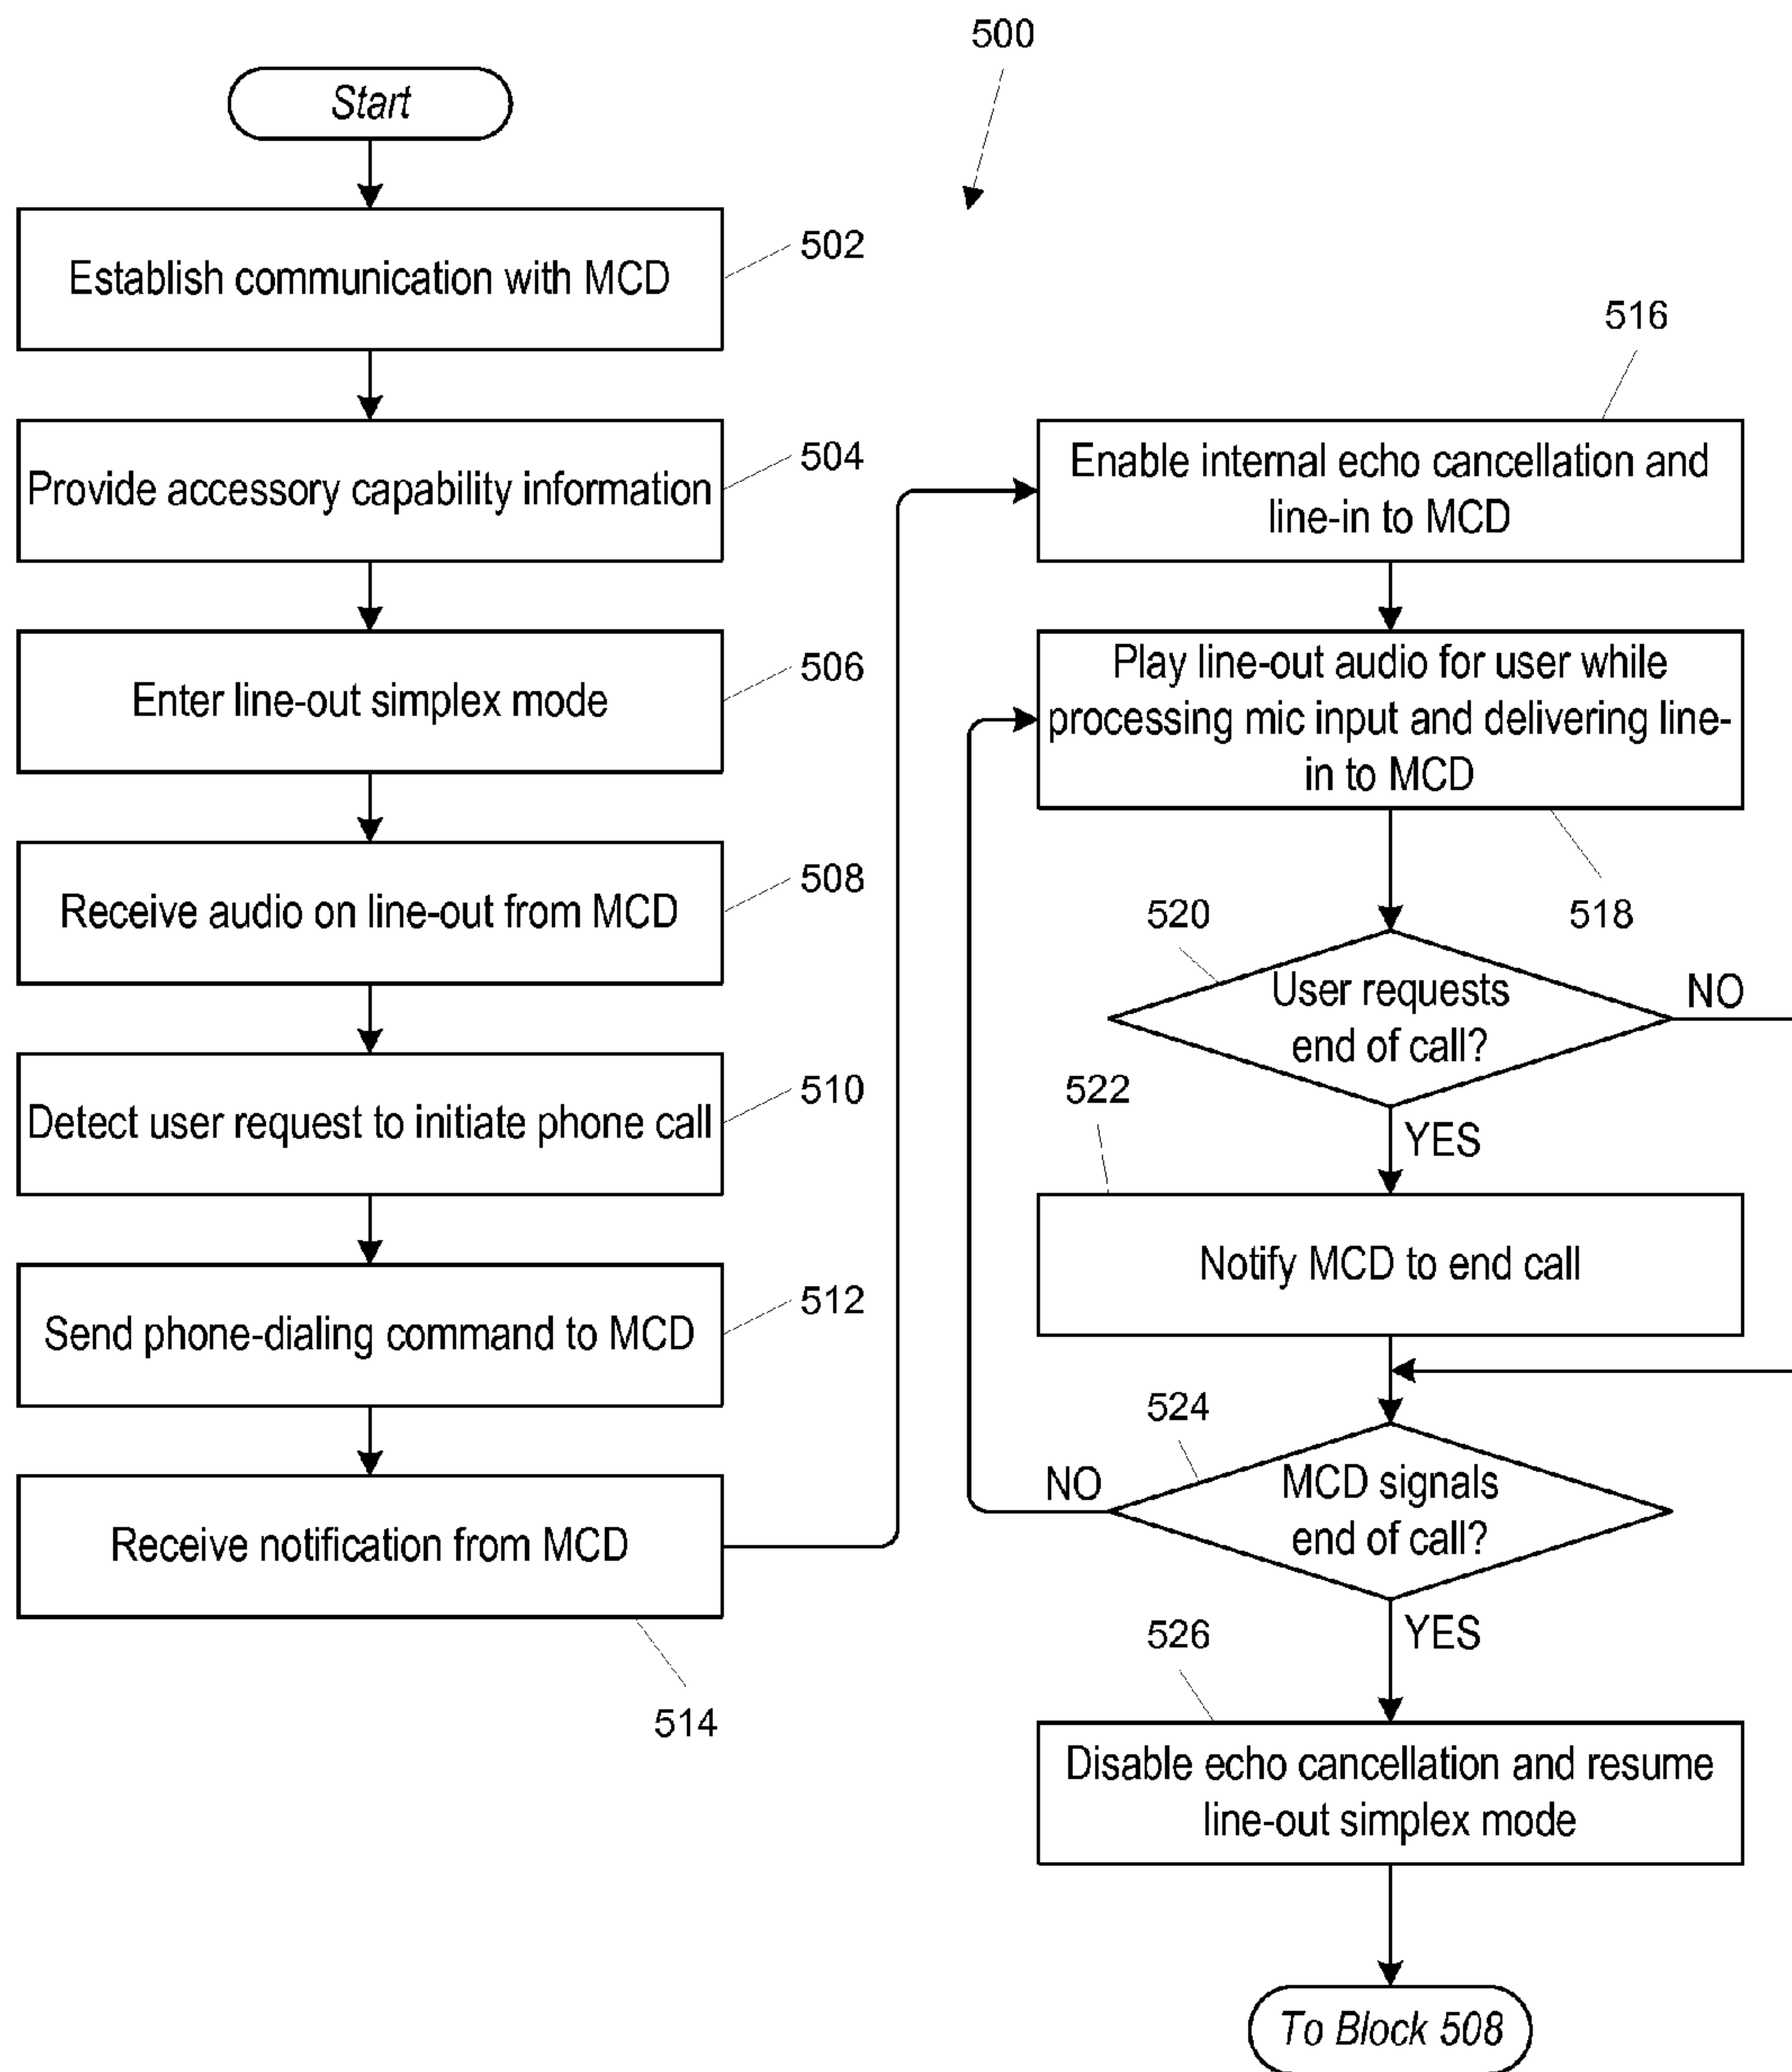 500
Start
Establish communication with MCD
502
Provide accessory capability information
504
Enter line-out simplex mode
506
Receive audio on line-out from MCD
508
Detect user request to initiate phone call
510
Send phone-dialing command to MCD
512
Receive notification from MCD
514
516
Enable internal echo cancellation and
line-in to MCD
Play line-out audio for user while
processing mic input and delivering line-
in to MCD
518
520
User requests
end of call?
NO
YES
522
Notify MCD to end call
524
MCD signals
end of call?
NO
YES
526
Disable echo cancellation and resume
line-out simplex mode
To Block 508